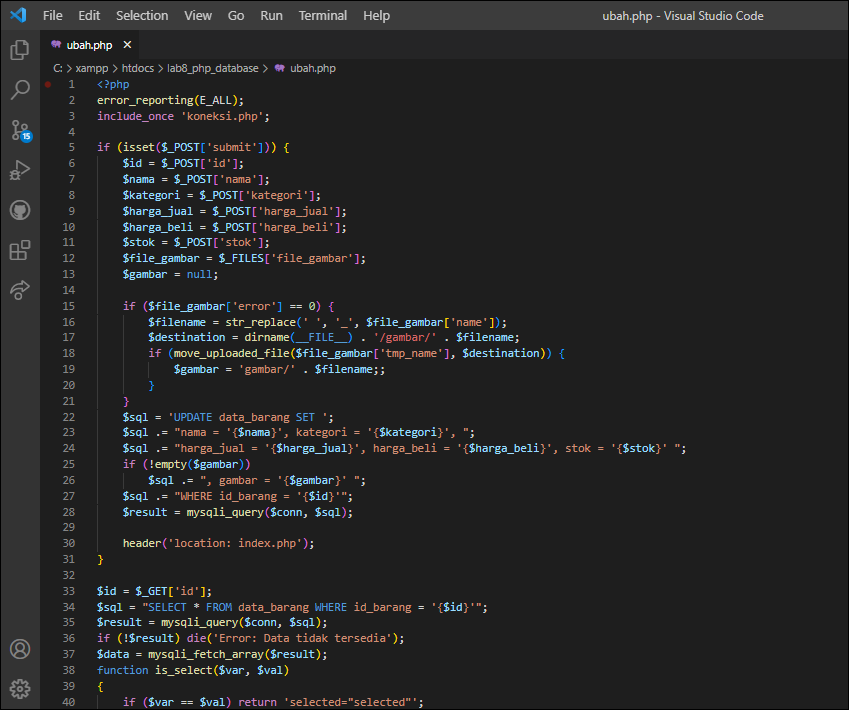 File Edit Selection View Go Run Terminal Help ubah.php - Visual Studio Code
ubah.php ×
C: > xampp > htdocs > lab8_php_database > ubah.php
1 <?php
2 error_reporting(E_ALL);
3 include_once 'koneksi.php';
4
5 if (isset($_POST['submit'])) {
6 $id = $_POST['id'];
7 $nama = $_POST['nama'];
8 $kategori = $_POST['kategori'];
9 $harga_jual = $_POST['harga_jual'];
10 $harga_beli = $_POST['harga_beli'];
11 $stok = $_POST['stok'];
12 $file_gambar = $_FILES['file_gambar'];
13 $gambar = null;
14
15 if ($file_gambar['error'] == 0) {
16 $filename = str_replace(' ', '_', $file_gambar['name']);
17 $destination = dirname(__FILE__) . '/gambar/' . $filename;
18 if (move_uploaded_file($file_gambar['tmp_name'], $destination)) {
19 $gambar = 'gambar/' . $filename;;
20 }
21 }
22 $sql = 'UPDATE data_barang SET ';
23 $sql .= "nama = '{$nama}', kategori = '{$kategori}', ";
24 $sql .= "harga_jual = '{$harga_jual}', harga_beli = '{$harga_beli}', stok = '{$stok}' ";
25 if (!empty($gambar))
26 $sql .= ", gambar = '{$gambar}' ";
27 $sql .= "WHERE id_barang = '{$id}'";
28 $result = mysqli_query($conn, $sql);
29
30 header('location: index.php');
31 }
32
33 $id = $_GET['id'];
34 $sql = "SELECT * FROM data_barang WHERE id_barang = '{$id}'";
35 $result = mysqli_query($conn, $sql);
36 if (!$result) die('Error: Data tidak tersedia');
37 $data = mysqli_fetch_array($result);
38 function is_select($var, $val)
39 {
40 if ($var == $val) return 'selected="selected"';
15